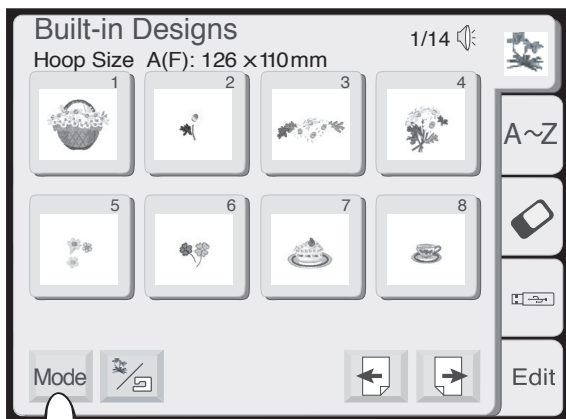 Built-in Designs
1/14
Hoop Size A(F): 126 ×110mm
1 2 3 4
A~Z
5 6 7 8
Mode
Edit